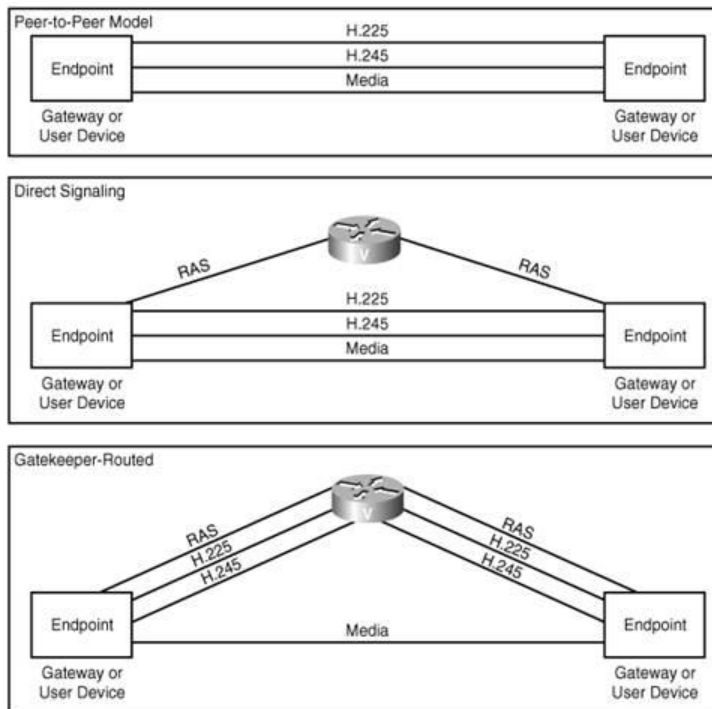 Peer-to-Peer Model
H.225
H.245
Media
Endpoint
Endpoint
Gateway or
User Device
Gateway or
User Device
Direct Signaling
V
RAS
RAS
H.225
H.245
Media
Endpoint
Endpoint
Gateway or
User Device
Gateway or
User Device
Gatekeeper-Routed
V
RAS
H.225
H.245
RAS
H.225
H.245
Endpoint
Media
Endpoint
Gateway or
User Device
Gateway or
User Device